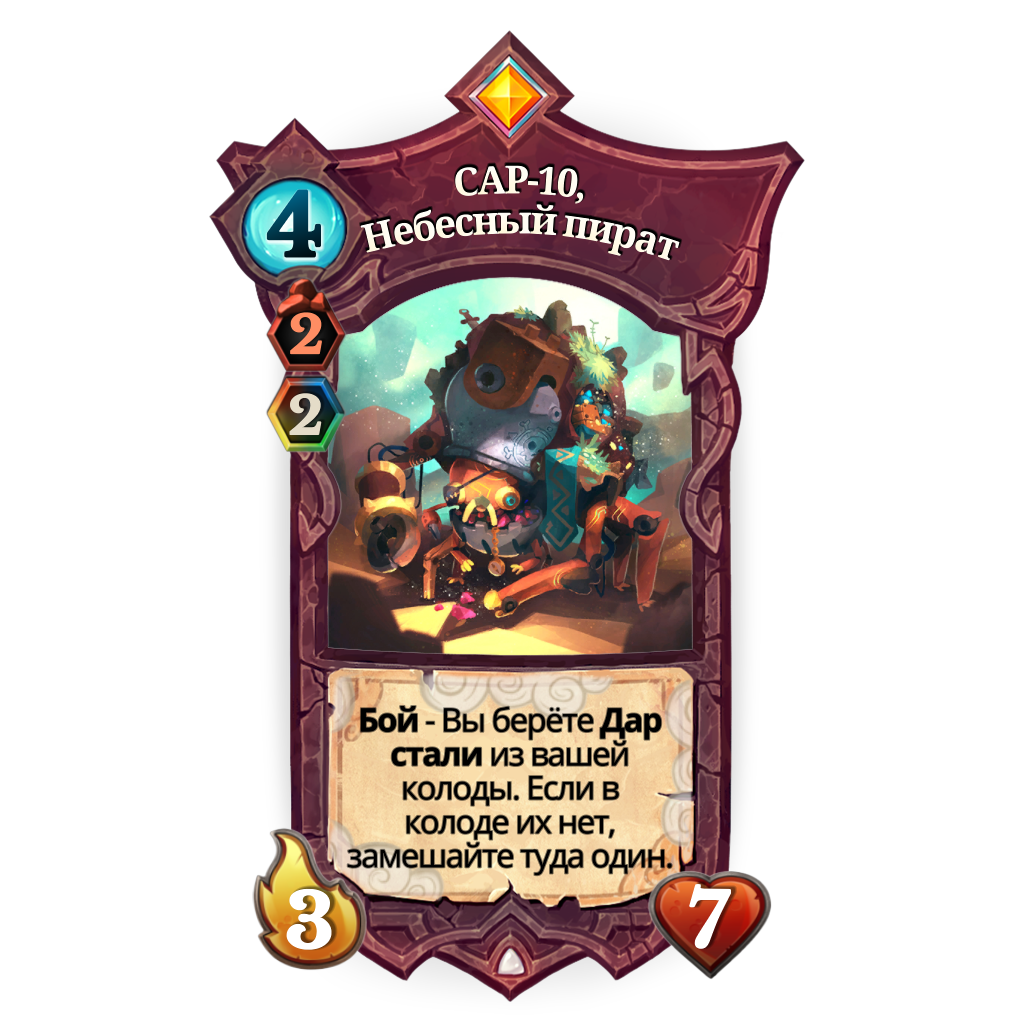 САР-10,
Небесный пират
4
2
2
Бой - Вы берёте Дар
стали из вашей
колоды. Если в
колоде их нет,
замешайте туда один.
3
7